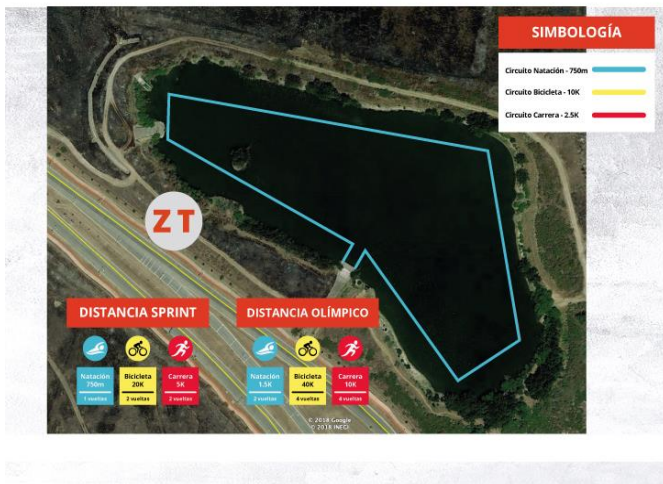 SIMBOLOGÍA
Circuito Natación - 750m
Circuito Bicicleta - 10K
Circuito Carrera - 2.5K
ZT
DISTANCIA SPRINT
Natación
750m
1 vueltas
Bicicleta
20K
2 vueltas
Carrera
5K
2 vueltas
DISTANCIA OLÍMPICO
Natación
1.5K
2 vueltas
Bicicleta
40K
4 vueltas
Carrera
10K
4 vueltas
© 2018 Google
© 2018 INEGI